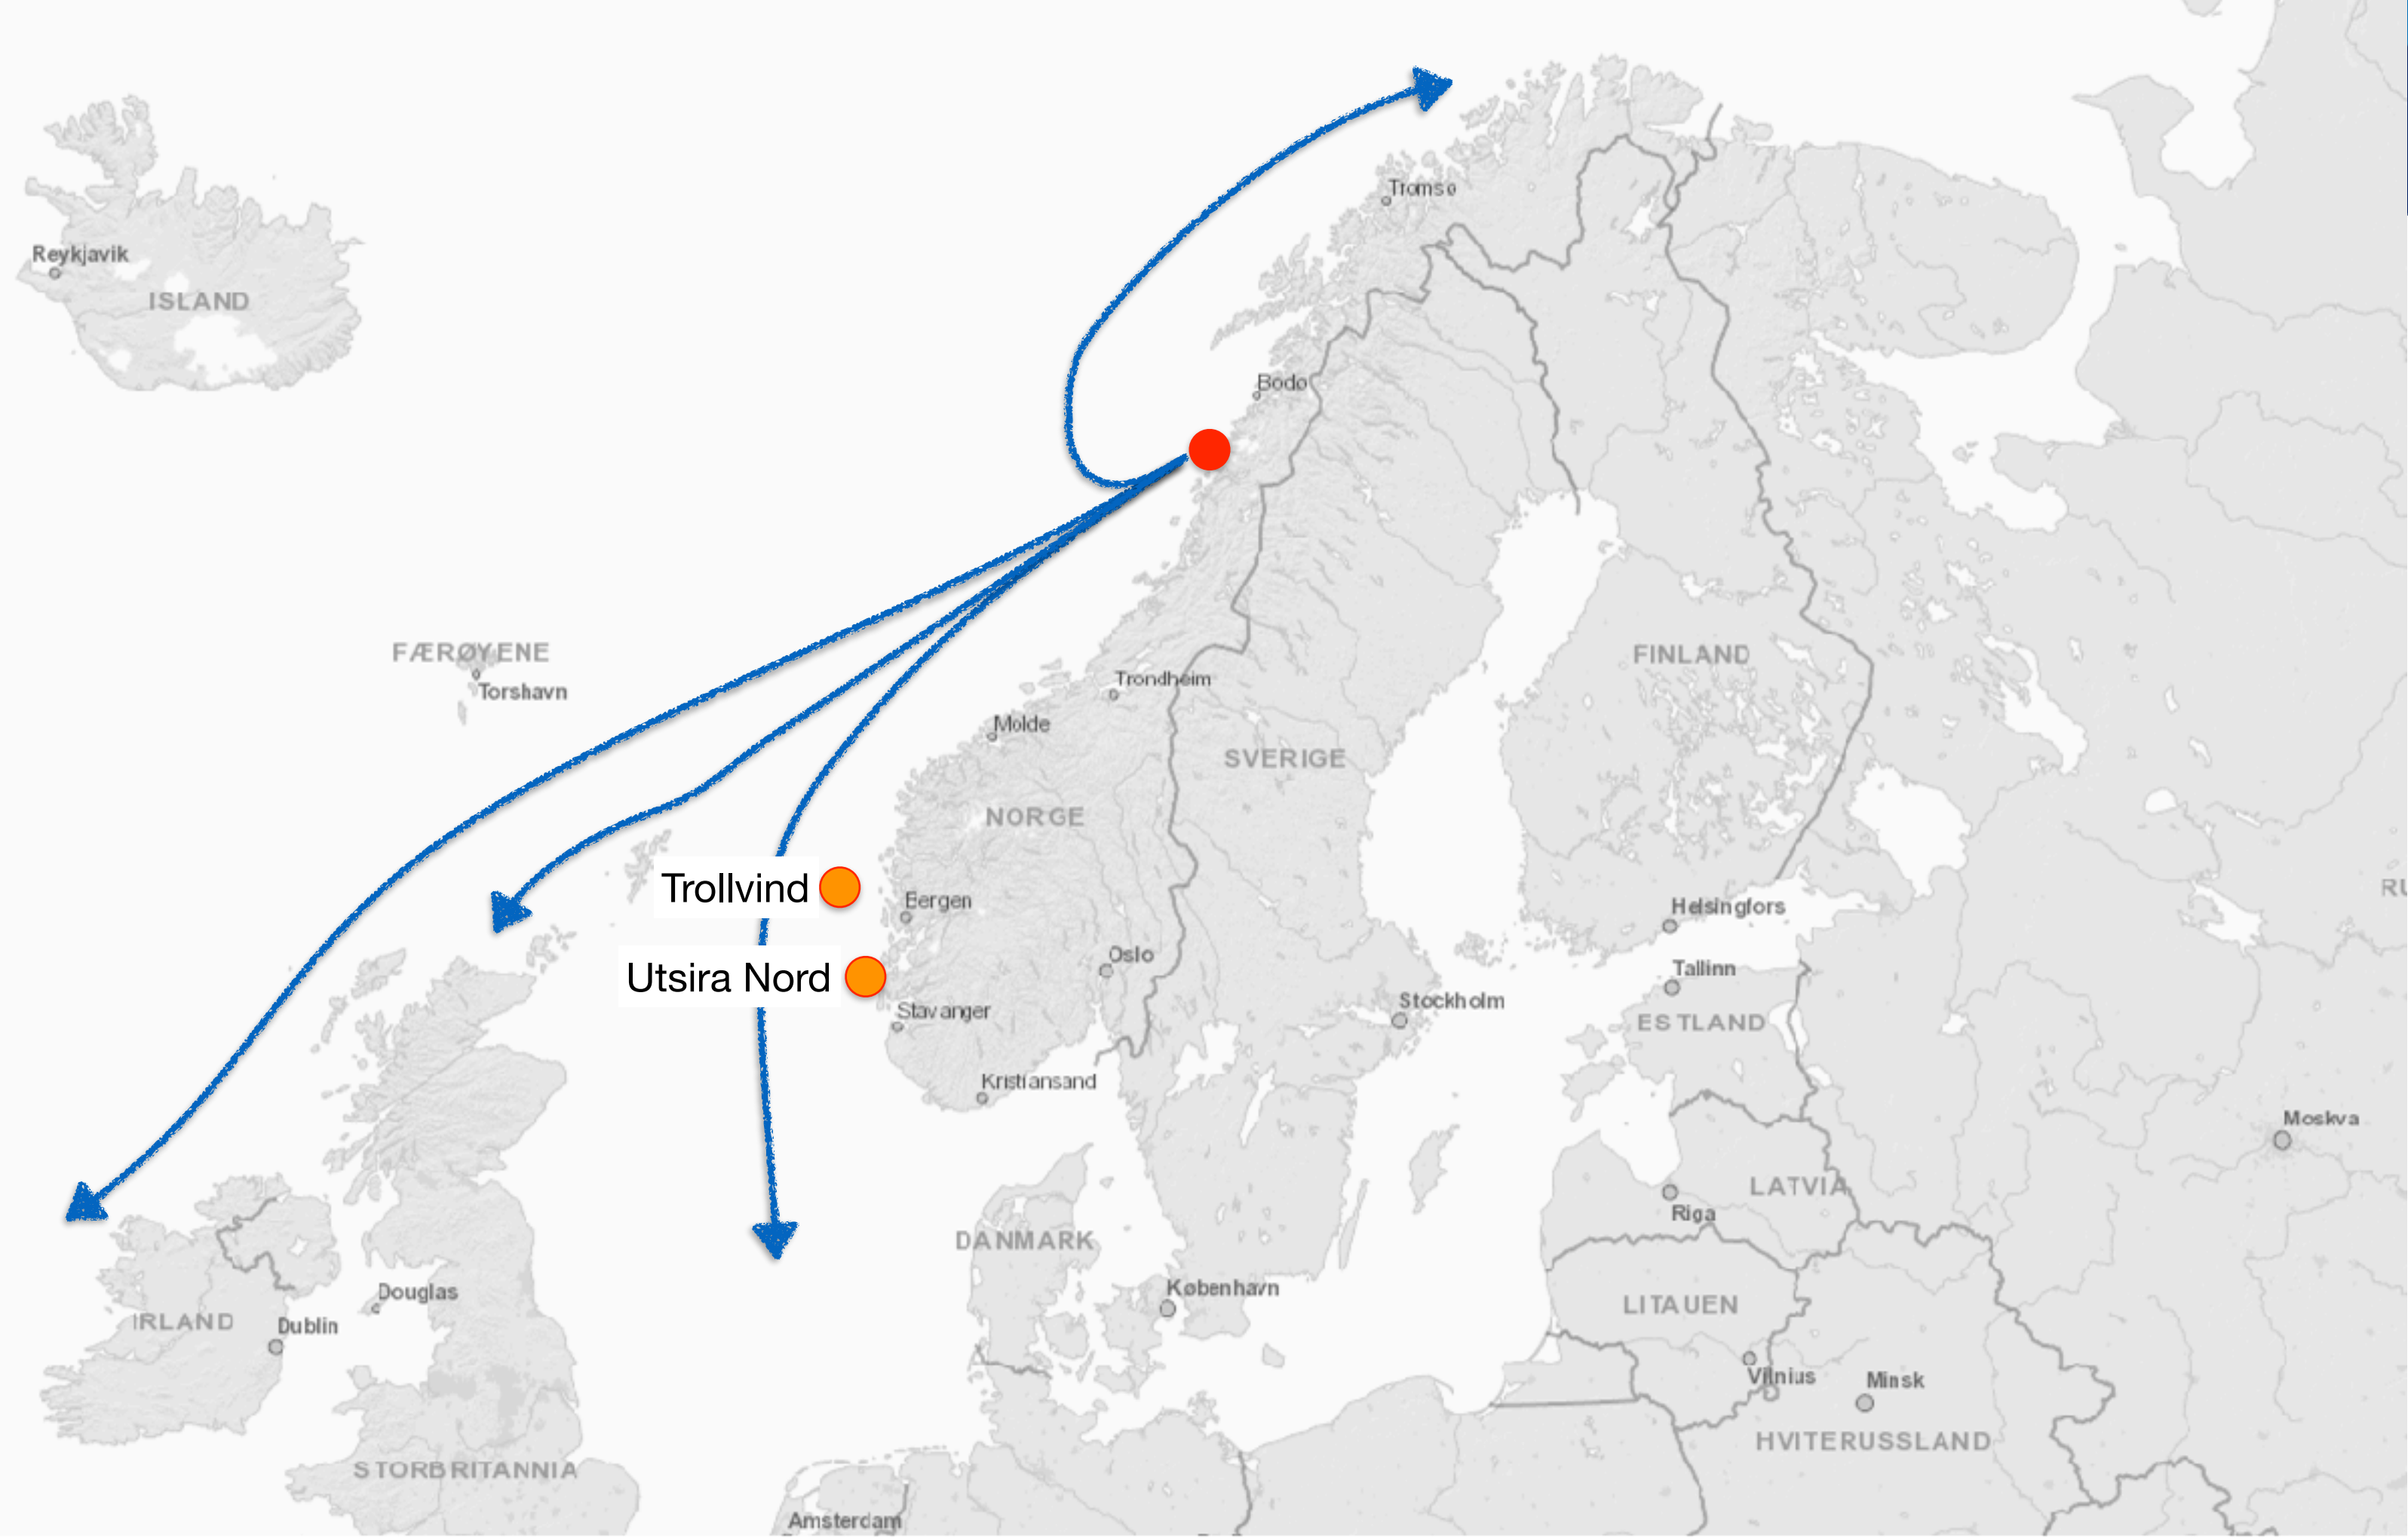 Tromsø
Reykjavik
ISLAND
Bodø
FÆRØYENE
Torshavn
Trondheim
Molde
FINLAND
SVERIGE
NORGE
Trollvind
Bergen
RU
Helsingfors
Oslo
Utsira Nord
Tallinn
Stockholm
Stavanger
ESTLAND
Kristiansand
Moskva
LATVIA
Riga
DANMARK
København
Douglas
LITAUEN
IRLAND
Dublin
Vilnius
Minsk
HVITERUSSLAND
STORBRITANNIA
Amsterdam